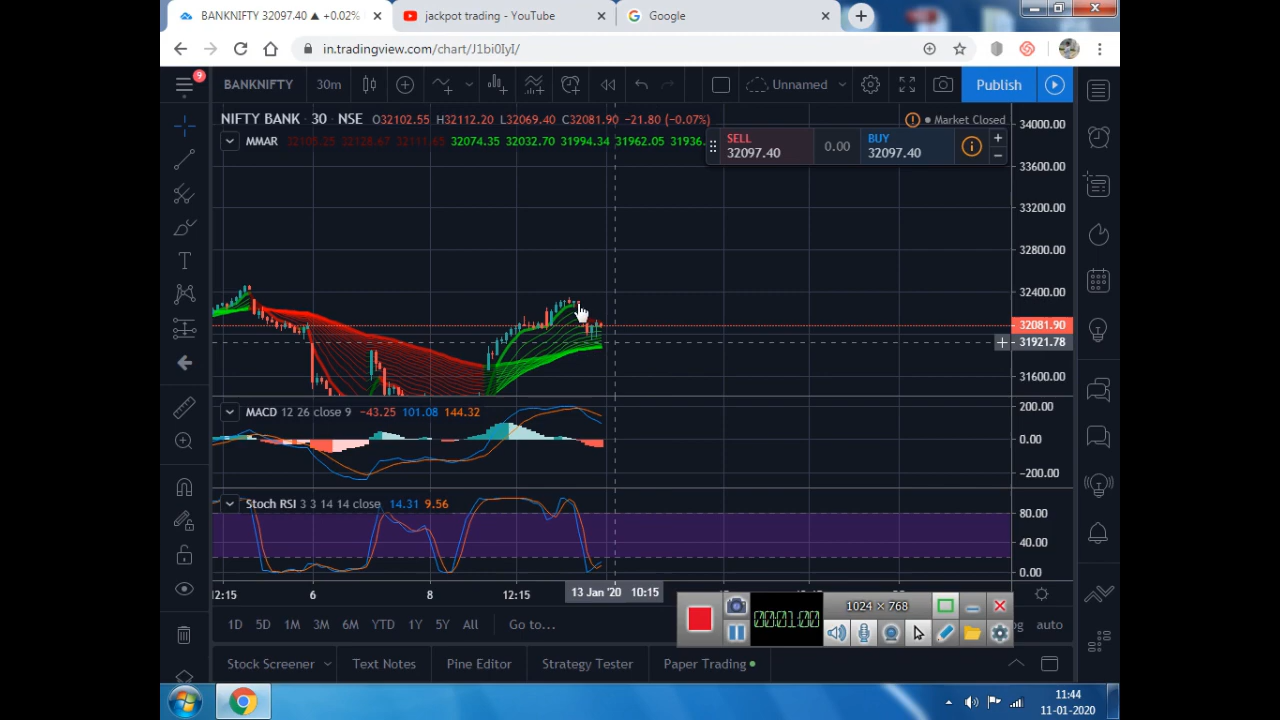 BANKNIFTY 32097.40 ▲ +0.02% × jackpot trading - YouTube × Google ×
in.tradingview.com/chart/J1bi0IyI/
9
BANKNIFTY 30m Unnamed Publish
NIFTY BANK · 30 · NSE O32102.55 H32112.20 L32069.40 C32081.90 -21.80 (-0.07%) Market Closed
MMAR 32074.35 32032.70 31994.34 31962.05 31936.
SELL 32097.40 0.00 BUY 32097.40
34000.00
33600.00
33200.00
32800.00
32400.00
32081.90
31921.78
31600.00
MACD 12 26 close 9 −43.25 101.08 144.32
200.00
0.00
−200.00
Stoch RSI 3 3 14 14 close 14.31 9.56
80.00
40.00
0.00
12:15 6 8 12:15 13 Jan '20 10:15
00:01:00 1024 × 768
1D 5D 1M 3M 6M YTD 1Y 5Y All Go to... auto
Stock Screener Text Notes Pine Editor Strategy Tester Paper Trading
11:44
11-01-2020